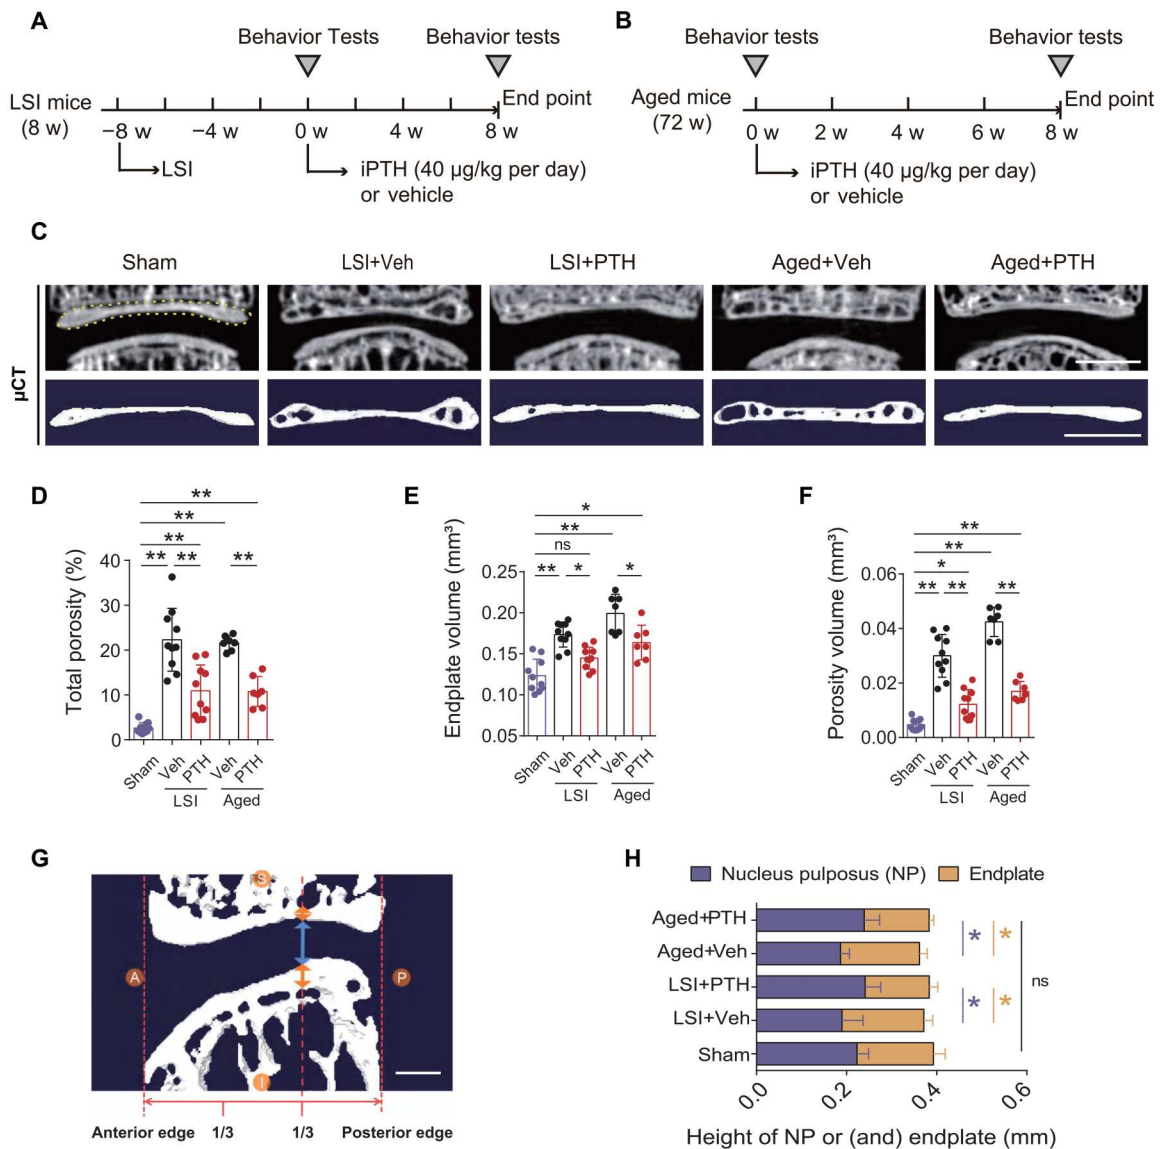 A
Behavior Tests
Behavior tests
LSI mice
(8 w)
End point
−8 w
−4 w
0 w
4 w
8 w
LSI
iPTH (40 µg/kg per day)
or vehicle
B
Behavior tests
Behavior tests
Aged mice
(72 w)
End point
0 w
2 w
4 w
6 w
8 w
iPTH (40 µg/kg per day)
or vehicle
C
Sham
LSI+Veh
LSI+PTH
Aged+Veh
Aged+PTH
µCT
D
**
**
**
**
**
**
Total porosity (%)
40
30
20
10
0
Sham
Veh
PTH
Veh
PTH
LSI
Aged
E
*
**
ns
**
*
*
Endplate volume (mm³)
0.25
0.20
0.15
0.10
0.05
Sham
Veh
PTH
Veh
PTH
LSI
Aged
F
**
**
*
**
**
**
Porosity volume (mm³)
0.06
0.04
0.02
0.00
Sham
Veh
PTH
Veh
PTH
LSI
Aged
G
S
A
P
I
Anterior edge
1/3
1/3
Posterior edge
H
Nucleus pulposus (NP)
Endplate
Aged+PTH
Aged+Veh
LSI+PTH
LSI+Veh
Sham
*
*
*
*
ns
0.0
0.2
0.4
0.6
Height of NP or (and) endplate (mm)